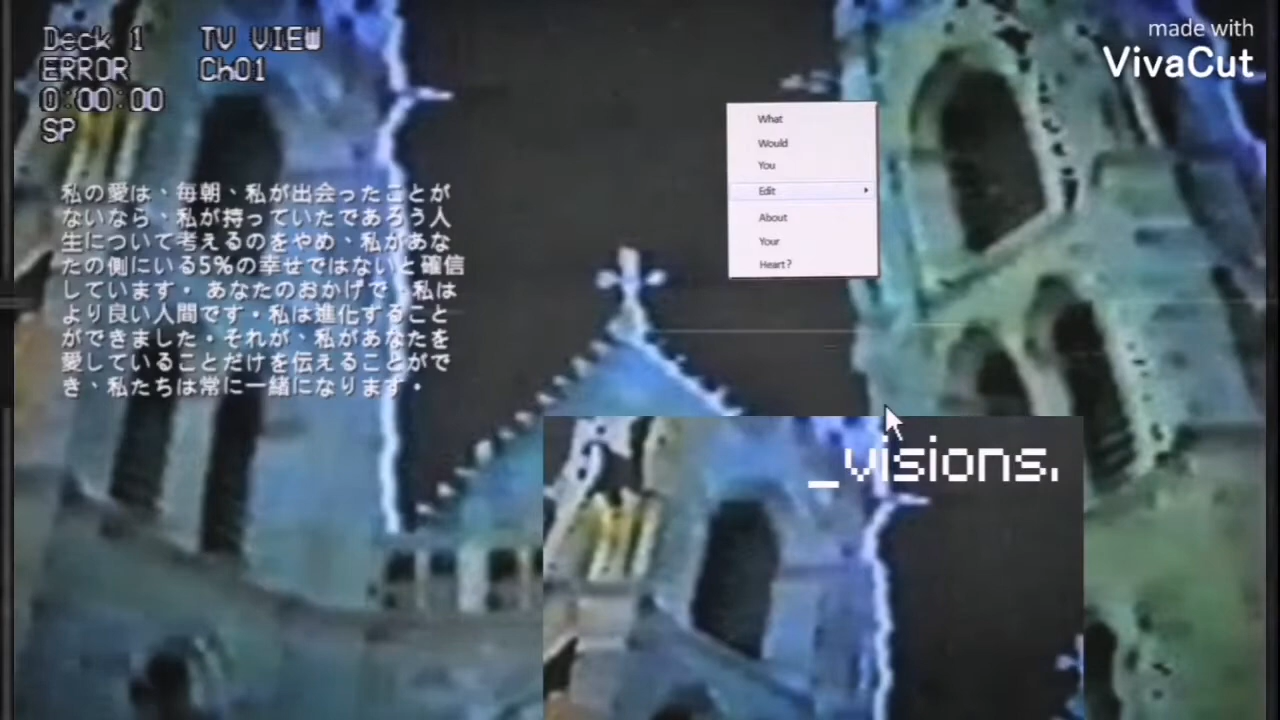 Deck 1
TV VIEW
ERROR
Ch01
0:00:00
SP
made with
VivaCut
What
Would
You
Edit
About
Your
Heart?
私の愛は、毎朝、私が出会ったことが
ないなら、私が持っていたであろう人
生について考えるのをやめ、私があな
たの側にいる5%の幸せではないと確信
しています・ あなたのおかげで・私は
より良い人間です・私は進化すること
ができました・それが、私があなたを
愛していることだけを伝えることがで
き、私たちは常に一緒になります・
_visions.